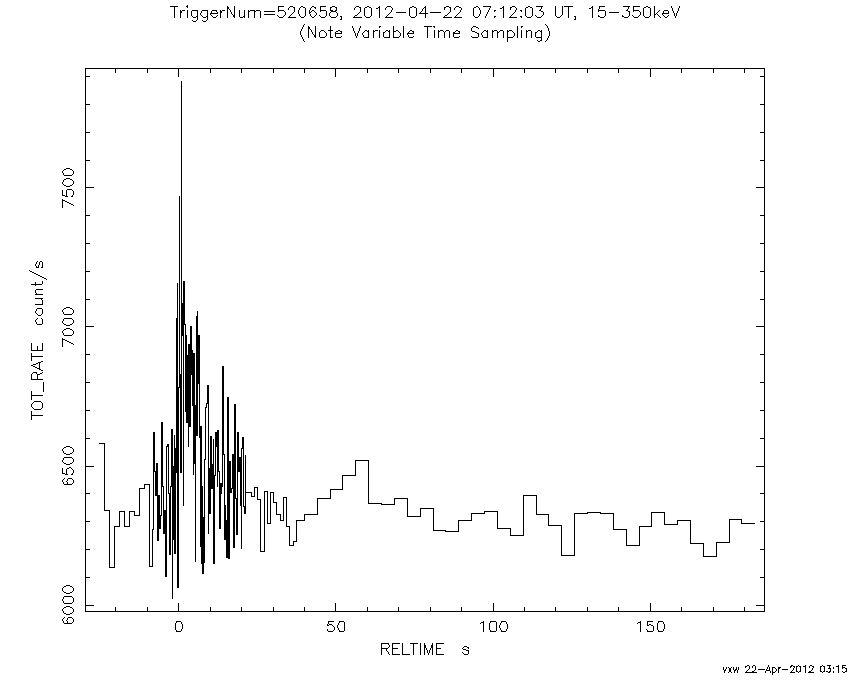 TriggerNum=520658, 2012-04-22 07:12:03 UT, 15-350keV
(Note Variable Time Sampling)
TOT_RATE count/s
7500
7000
6500
6000
0 50 100 150
RELTIME s
vxw 22-Apr-2012 03:15